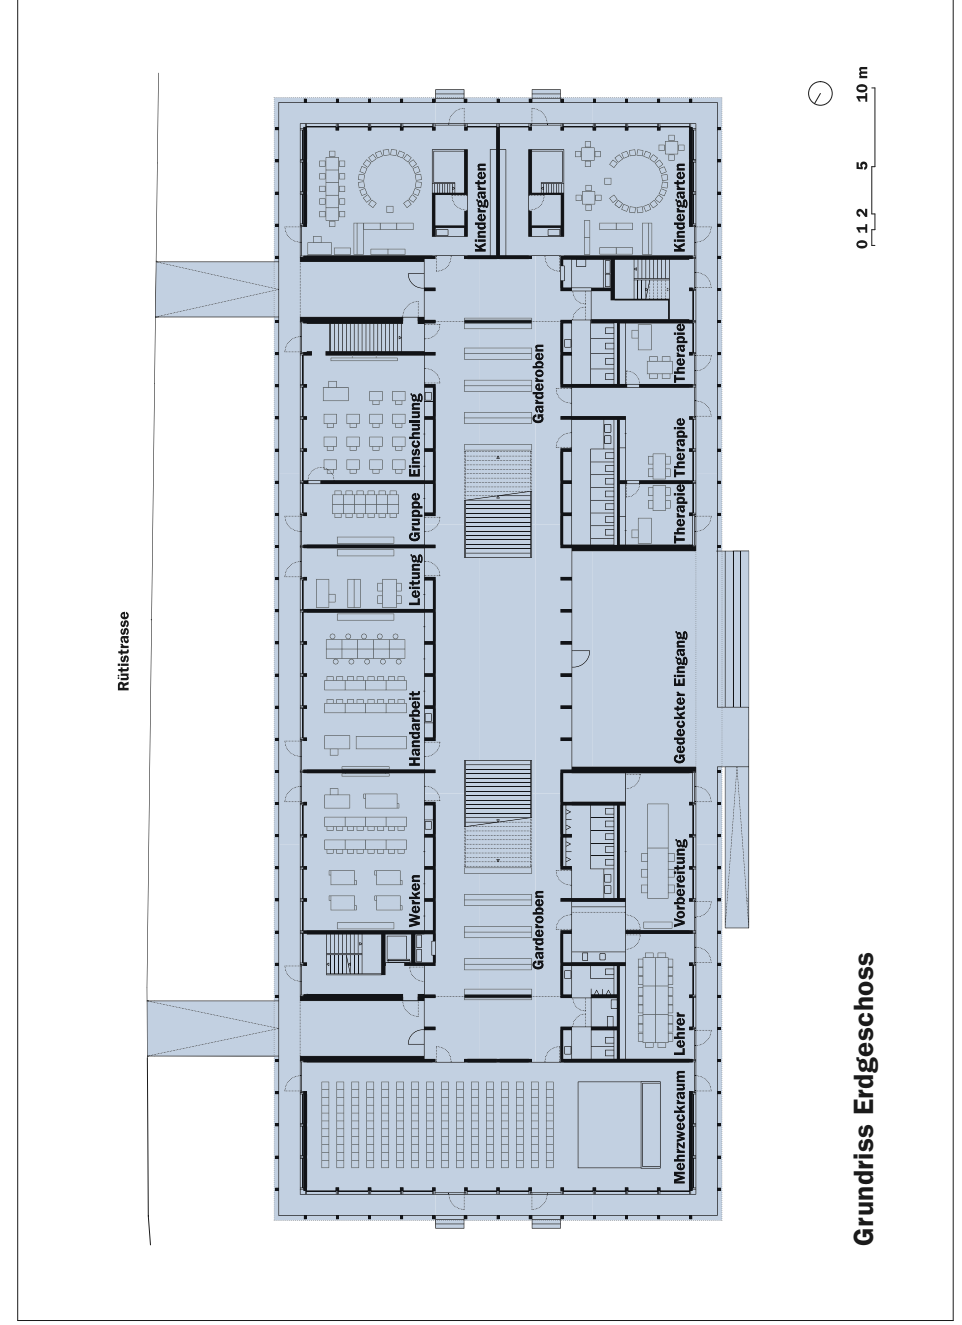 Rütistrasse
Mehrzweckraum
Lehrer
Vorbereitung
Gedeckter Eingang
Therapie
Therapie
Therapie
Kindergarten
Garderoben
Garderoben
Kindergarten
Werken
Handarbeit
Leitung
Gruppe
Einschulung
Grundriss Erdgeschoss
0 1 2 5 10 m